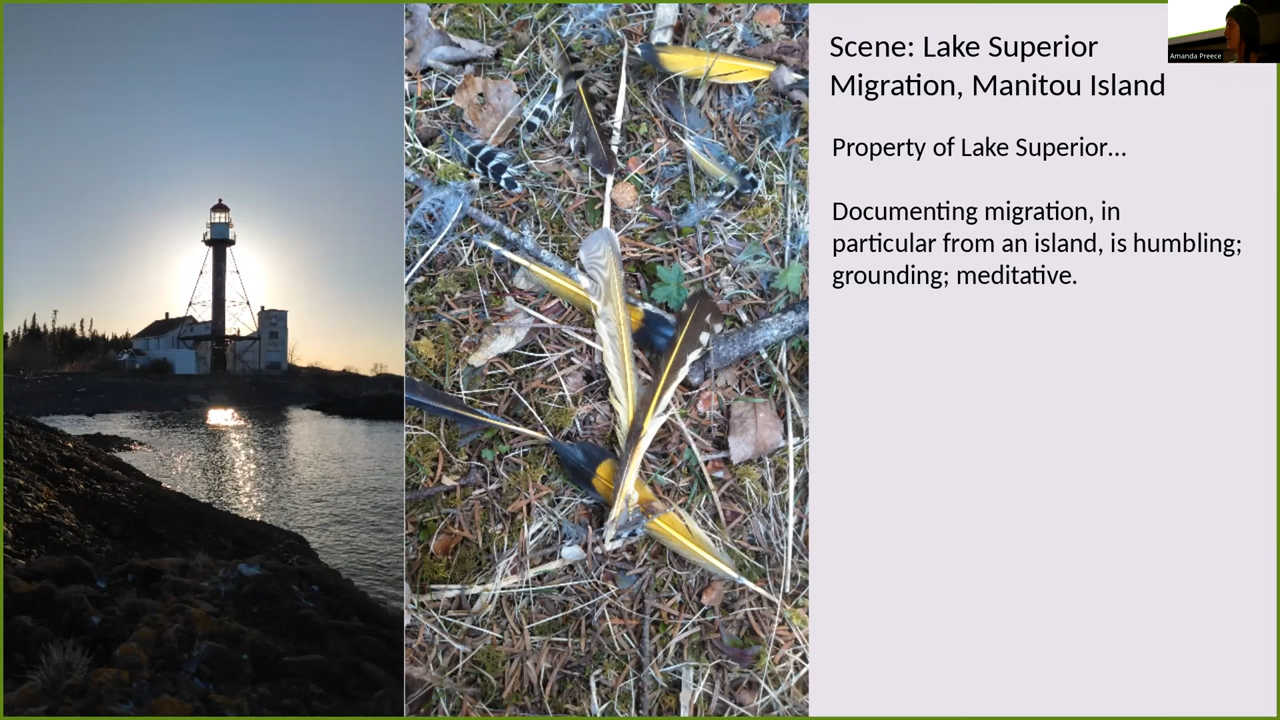 Scene: Lake Superior
Migration, Manitou Island
Amanda Preece
Property of Lake Superior...
Documenting migration, in
particular from an island, is humbling;
grounding; meditative.